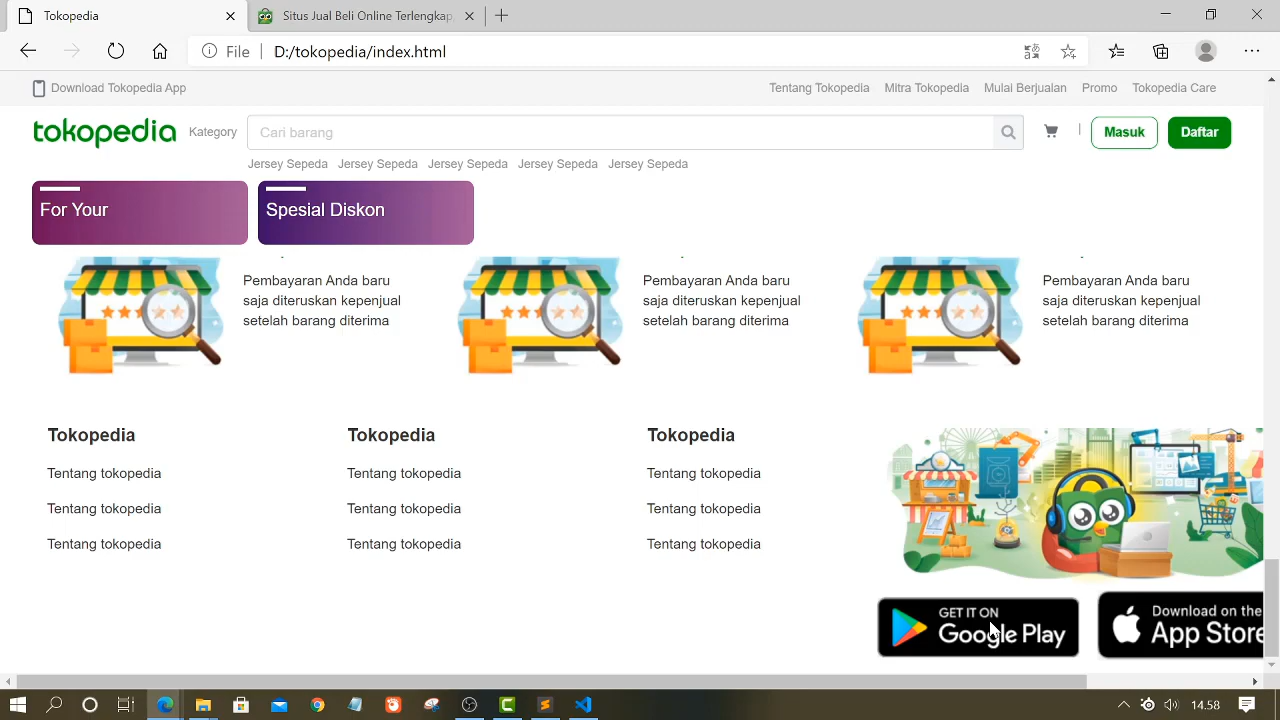 Tokopedia
Situs Jual Beli Online Terlengkap,
File
D:/tokopedia/index.html
Download Tokopedia App
Tentang Tokopedia Mitra Tokopedia Mulai Berjualan Promo Tokopedia Care
tokopedia Kategory Cari barang Masuk Daftar
Jersey Sepeda Jersey Sepeda Jersey Sepeda Jersey Sepeda Jersey Sepeda
For Your
Spesial Diskon
Pembayaran Anda baru
saja diteruskan kepenjual
setelah barang diterima
Pembayaran Anda baru
saja diteruskan kepenjual
setelah barang diterima
Pembayaran Anda baru
saja diteruskan kepenjual
setelah barang diterima
Tokopedia
Tentang tokopedia
Tentang tokopedia
Tentang tokopedia
Tokopedia
Tentang tokopedia
Tentang tokopedia
Tentang tokopedia
Tokopedia
Tentang tokopedia
Tentang tokopedia
Tentang tokopedia
GET IT ON
Google Play
Download on the
App Store
14.58